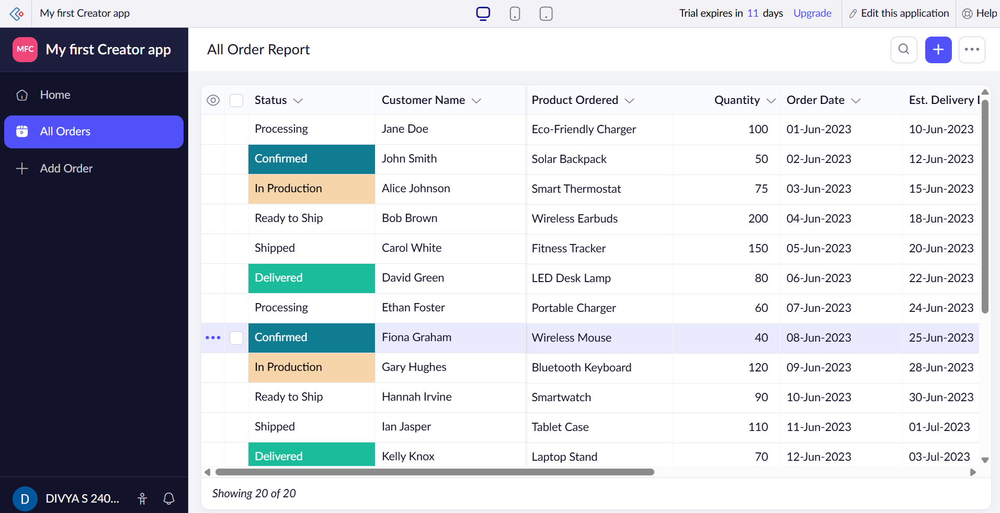 My first Creator app Trial expires in 11 days Upgrade Edit this application Help
MFC My first Creator app
All Order Report
Home
All Orders
Add Order
Status Customer Name Product Ordered Quantity Order Date Est. Delivery D
Processing Jane Doe Eco-Friendly Charger 100 01-Jun-2023 10-Jun-2023
Confirmed John Smith Solar Backpack 50 02-Jun-2023 12-Jun-2023
In Production Alice Johnson Smart Thermostat 75 03-Jun-2023 15-Jun-2023
Ready to Ship Bob Brown Wireless Earbuds 200 04-Jun-2023 18-Jun-2023
Shipped Carol White Fitness Tracker 150 05-Jun-2023 20-Jun-2023
Delivered David Green LED Desk Lamp 80 06-Jun-2023 22-Jun-2023
Processing Ethan Foster Portable Charger 60 07-Jun-2023 24-Jun-2023
Confirmed Fiona Graham Wireless Mouse 40 08-Jun-2023 25-Jun-2023
In Production Gary Hughes Bluetooth Keyboard 120 09-Jun-2023 28-Jun-2023
Ready to Ship Hannah Irvine Smartwatch 90 10-Jun-2023 30-Jun-2023
Shipped Ian Jasper Tablet Case 110 11-Jun-2023 01-Jul-2023
Delivered Kelly Knox Laptop Stand 70 12-Jun-2023 03-Jul-2023
Showing 20 of 20
D DIVYA S 240...